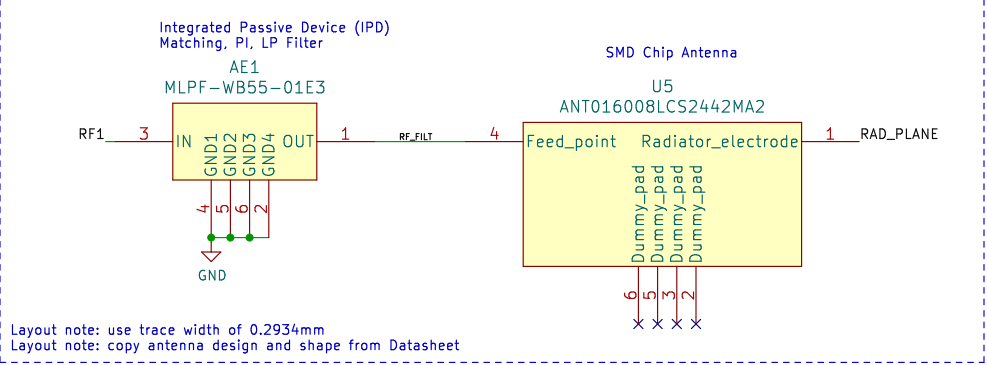 Integrated Passive Device (IPD)
Matching, PI, LP Filter
AE1
MLPF-WB55-01E3
RF1
3
IN
GND1
GND2
GND3
GND4
OUT
1
4
5
6
2
GND
RF_FILT
SMD Chip Antenna
U5
ANT016008LCS2442MA2
4
Feed_point
Radiator_electrode
1
RAD_PLANE
Dummy_pad
Dummy_pad
Dummy_pad
Dummy_pad
6
5
3
2
Layout note: use trace width of 0.2934mm
Layout note: copy antenna design and shape from Datasheet